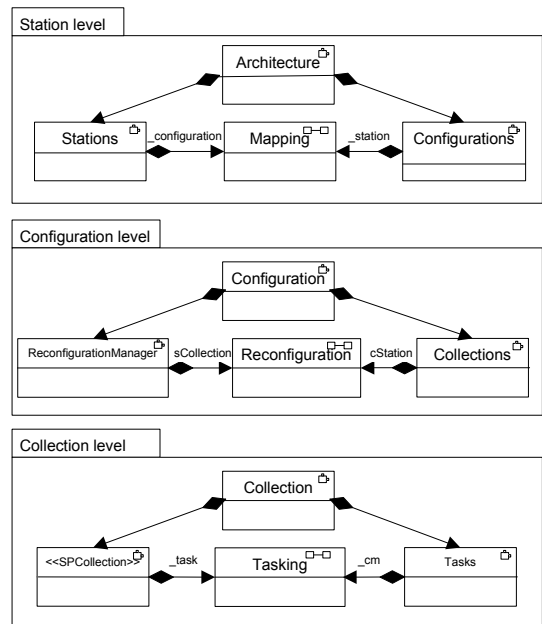 Station level
Architecture
Stations
_configuration
Mapping
_station
Configurations
Configuration level
Configuration
ReconfigurationManager
sCollection
Reconfiguration
cStation
Collections
Collection level
Collection
<<SPCollection>>
_task
Tasking
_cm
Tasks